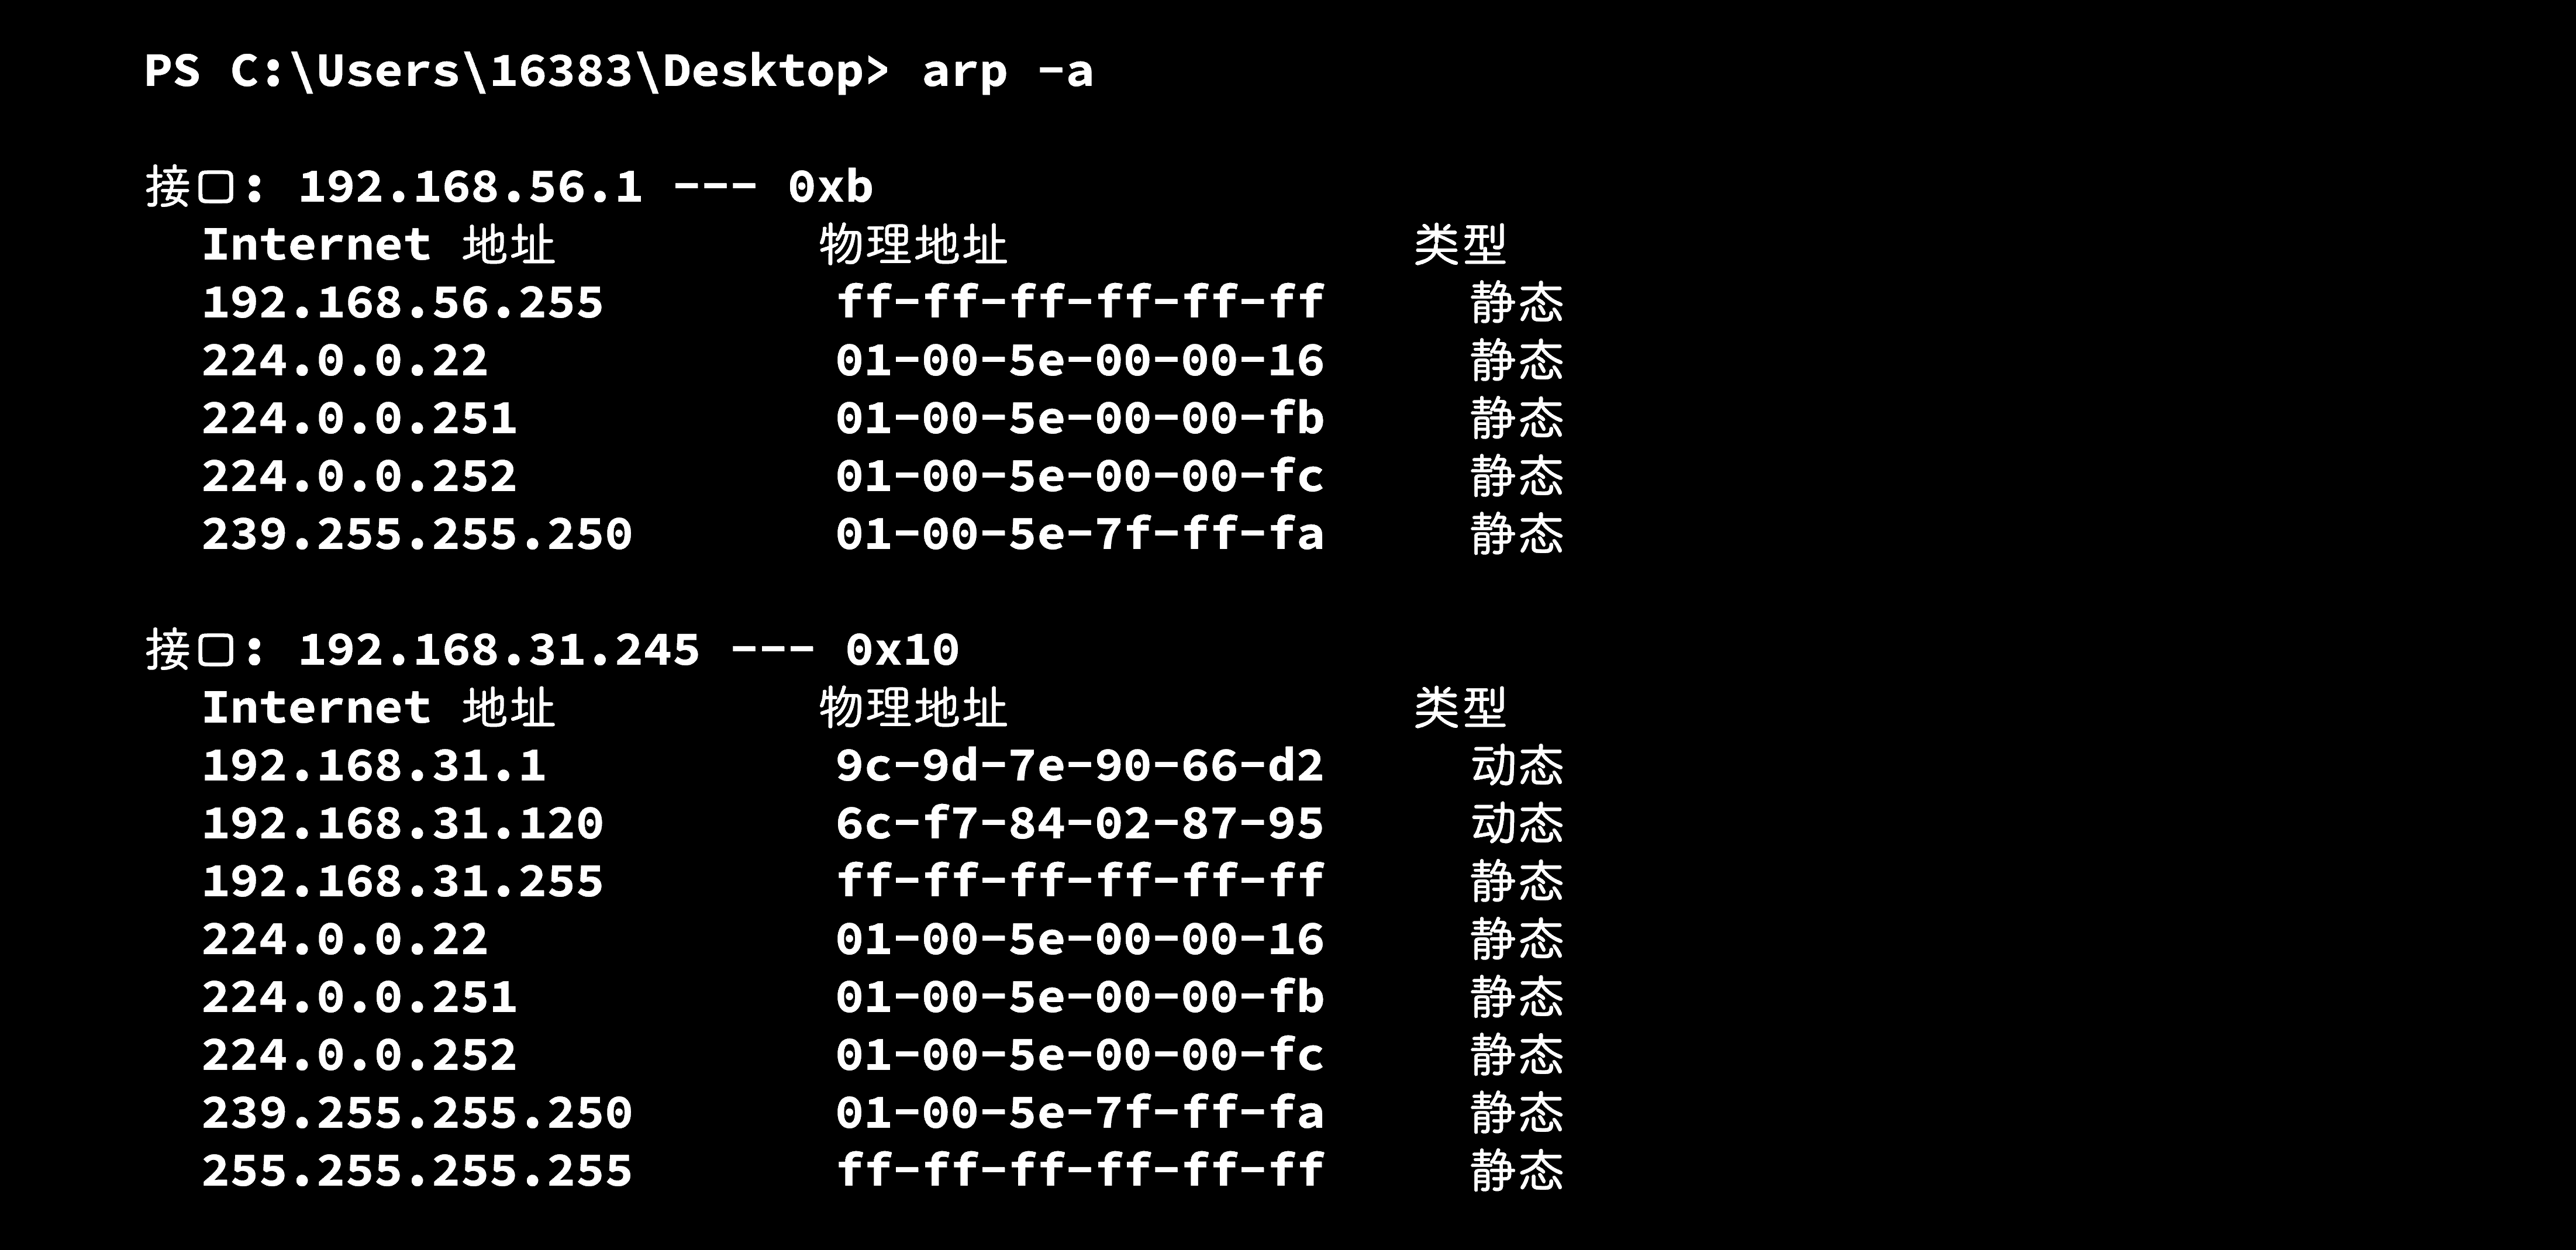 PS C:\Users\16383\Desktop> arp -a
接口: 192.168.56.1 --- 0xb
Internet 地址 物理地址 类型
192.168.56.255 ff-ff-ff-ff-ff-ff 静态
224.0.0.22 01-00-5e-00-00-16 静态
224.0.0.251 01-00-5e-00-00-fb 静态
224.0.0.252 01-00-5e-00-00-fc 静态
239.255.255.250 01-00-5e-7f-ff-fa 静态
接口: 192.168.31.245 --- 0x10
Internet 地址 物理地址 类型
192.168.31.1 9c-9d-7e-90-66-d2 动态
192.168.31.120 6c-f7-84-02-87-95 动态
192.168.31.255 ff-ff-ff-ff-ff-ff 静态
224.0.0.22 01-00-5e-00-00-16 静态
224.0.0.251 01-00-5e-00-00-fb 静态
224.0.0.252 01-00-5e-00-00-fc 静态
239.255.255.250 01-00-5e-7f-ff-fa 静态
255.255.255.255 ff-ff-ff-ff-ff-ff 静态